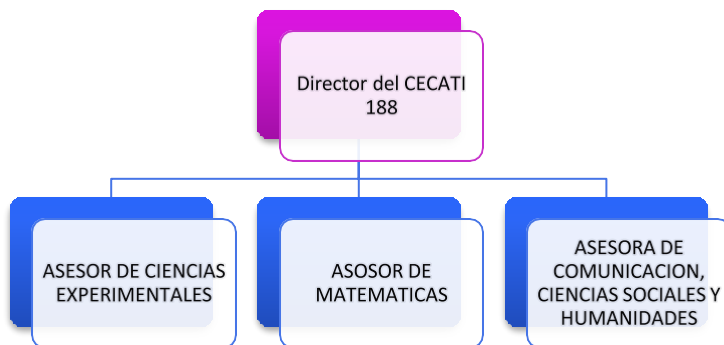 Director del CECATI
188
ASESOR DE CIENCIAS
EXPERIMENTALES
ASOSOR DE
MATEMATICAS
ASESORA DE
COMUNICACION,
CIENCIAS SOCIALES Y
HUMANIDADES